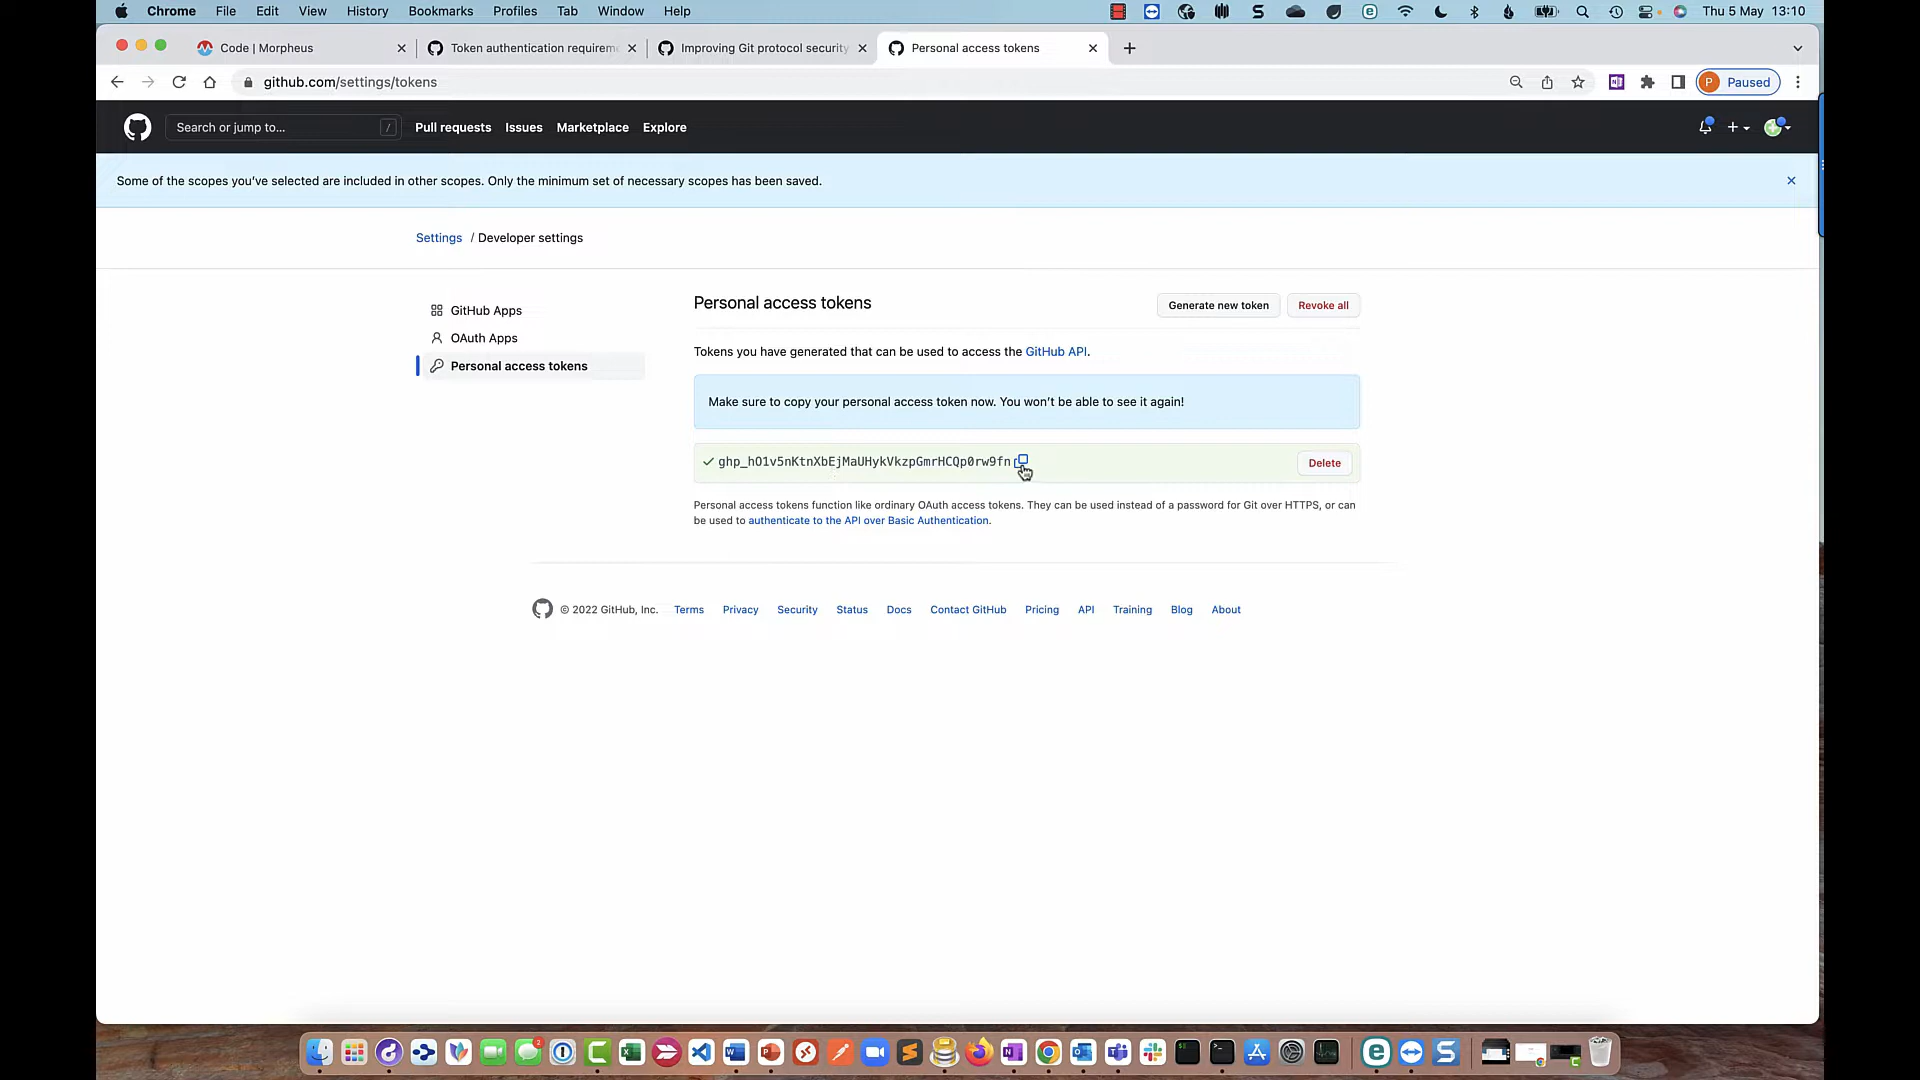 Chrome File Edit View History Bookmarks Profiles Tab Window Help Thu 5 May 13:10
Code | Morpheus Token authentication requirem Improving Git protocol security Personal access tokens
github.com/settings/tokens P Paused
Search or jump to... / Pull requests Issues Marketplace Explore
Some of the scopes you've selected are included in other scopes. Only the minimum set of necessary scopes has been saved.
Settings / Developer settings
GitHub Apps
OAuth Apps
Personal access tokens
Personal access tokens Generate new token Revoke all
Tokens you have generated that can be used to access the GitHub API.
Make sure to copy your personal access token now. You won't be able to see it again!
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 Delete
Personal access tokens function like ordinary OAuth access tokens. They can be used instead of a password for Git over HTTPS, or can
be used to authenticate to the API over Basic Authentication.
© 2022 GitHub, Inc. Terms Privacy Security Status Docs Contact GitHub Pricing API Training Blog About